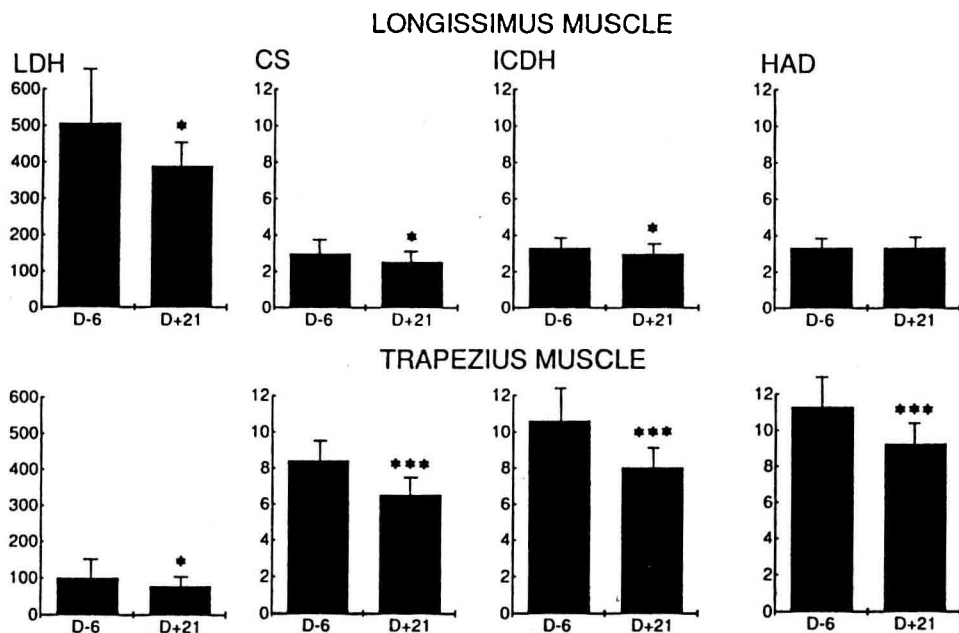 LONGISSIMUS MUSCLE
LDH CS ICDH HAD
600 12 12 12
500 10 10 10
400 8 8 8
300 6 6 6
200 4 4 4
100 2 2 2
0 0 0 0
* * *
D-6 D+21 D-6 D+21 D-6 D+21 D-6 D+21
TRAPEZIUS MUSCLE
600 12 12 12
500 10 10 10
400 8 8 8
300 6 6 6
200 4 4 4
100 2 2 2
0 0 0 0
* *** *** ***
D-6 D+21 D-6 D+21 D-6 D+21 D-6 D+21